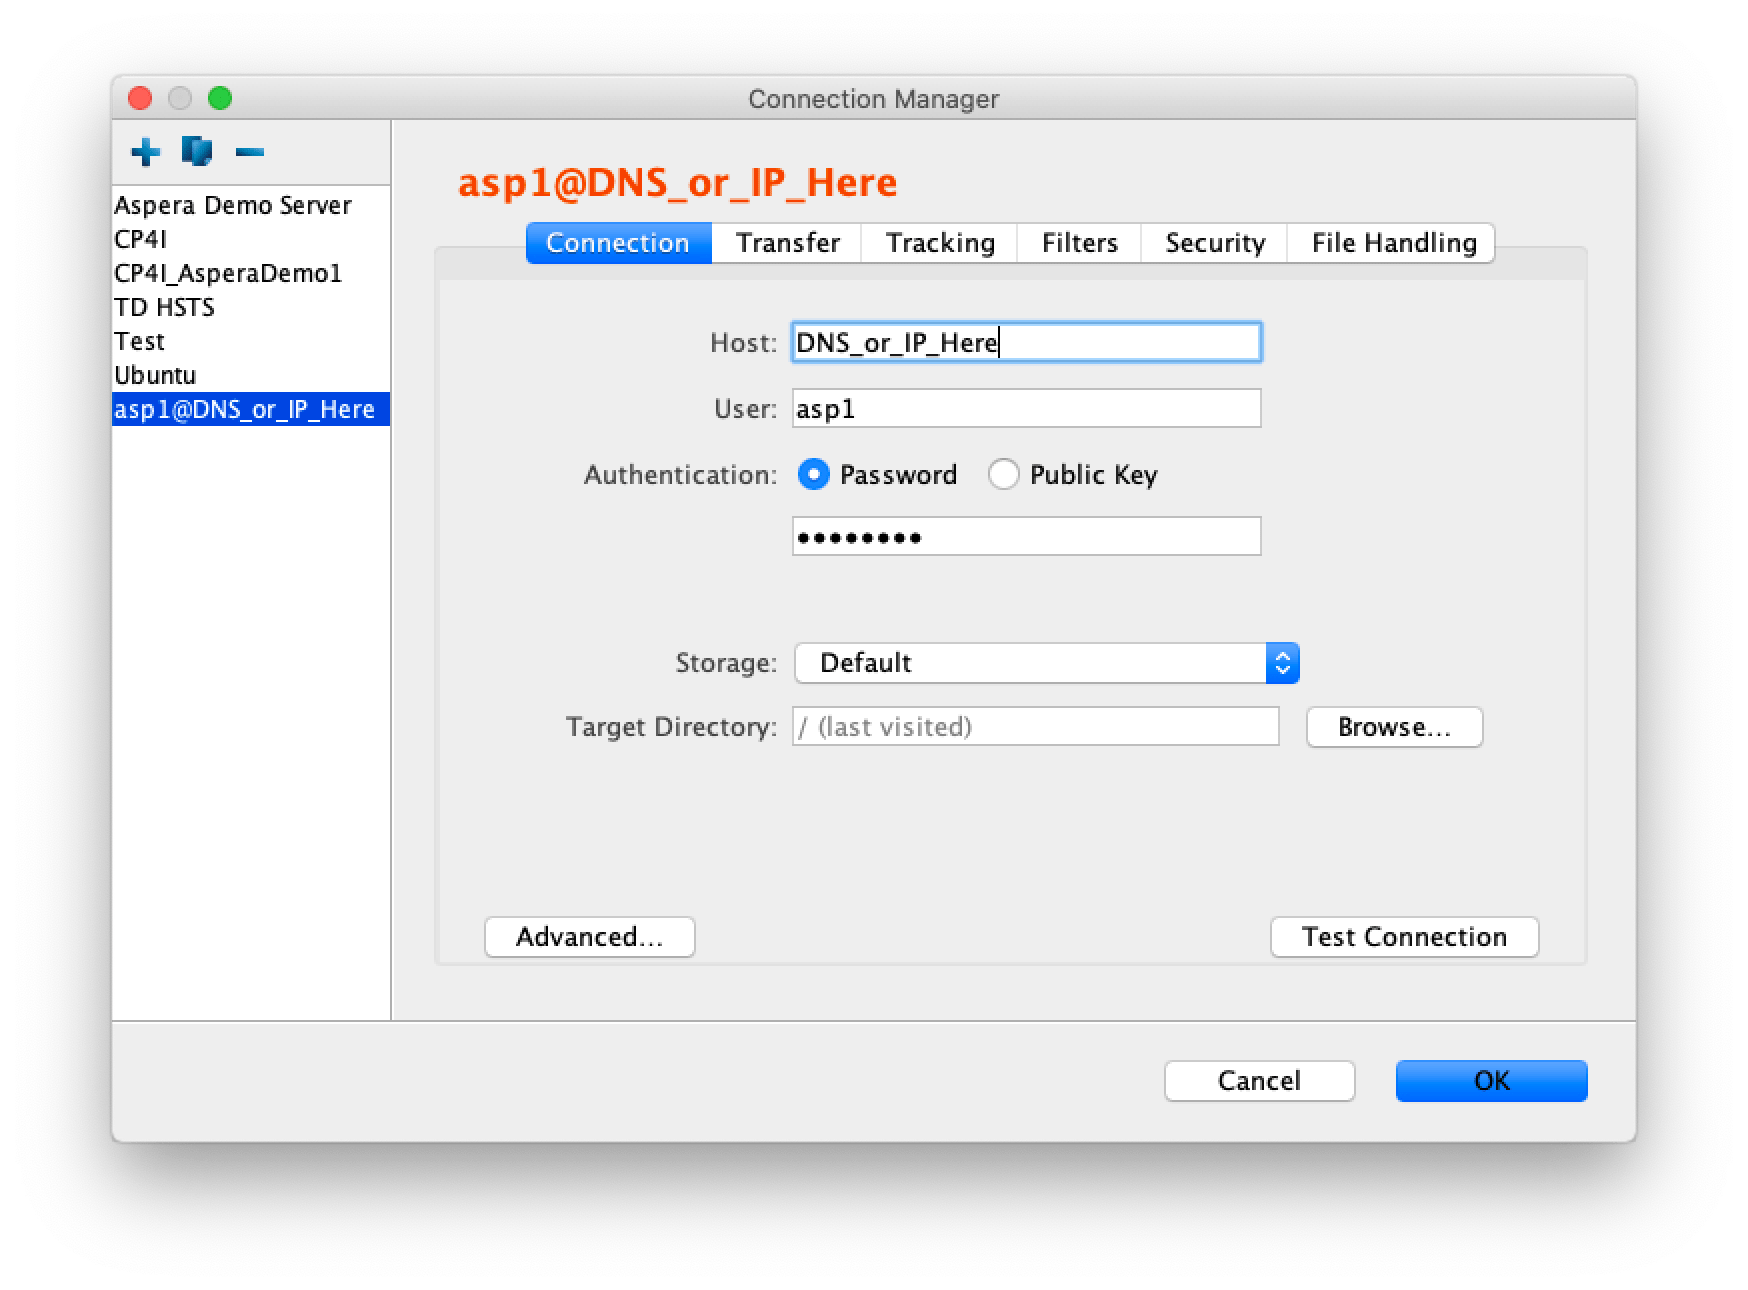 Connection Manager
Aspera Demo Server
CP4I
CP4I_AsperaDemo1
TD HSTS
Test
Ubuntu
asp1@DNS_or_IP_Here
asp1@DNS_or_IP_Here
Connection Transfer Tracking Filters Security File Handling
Host: DNS_or_IP_Here
User: asp1
Authentication: Password Public Key
••••••••
Storage: Default
Target Directory: / (last visited) Browse...
Advanced... Test Connection
Cancel OK